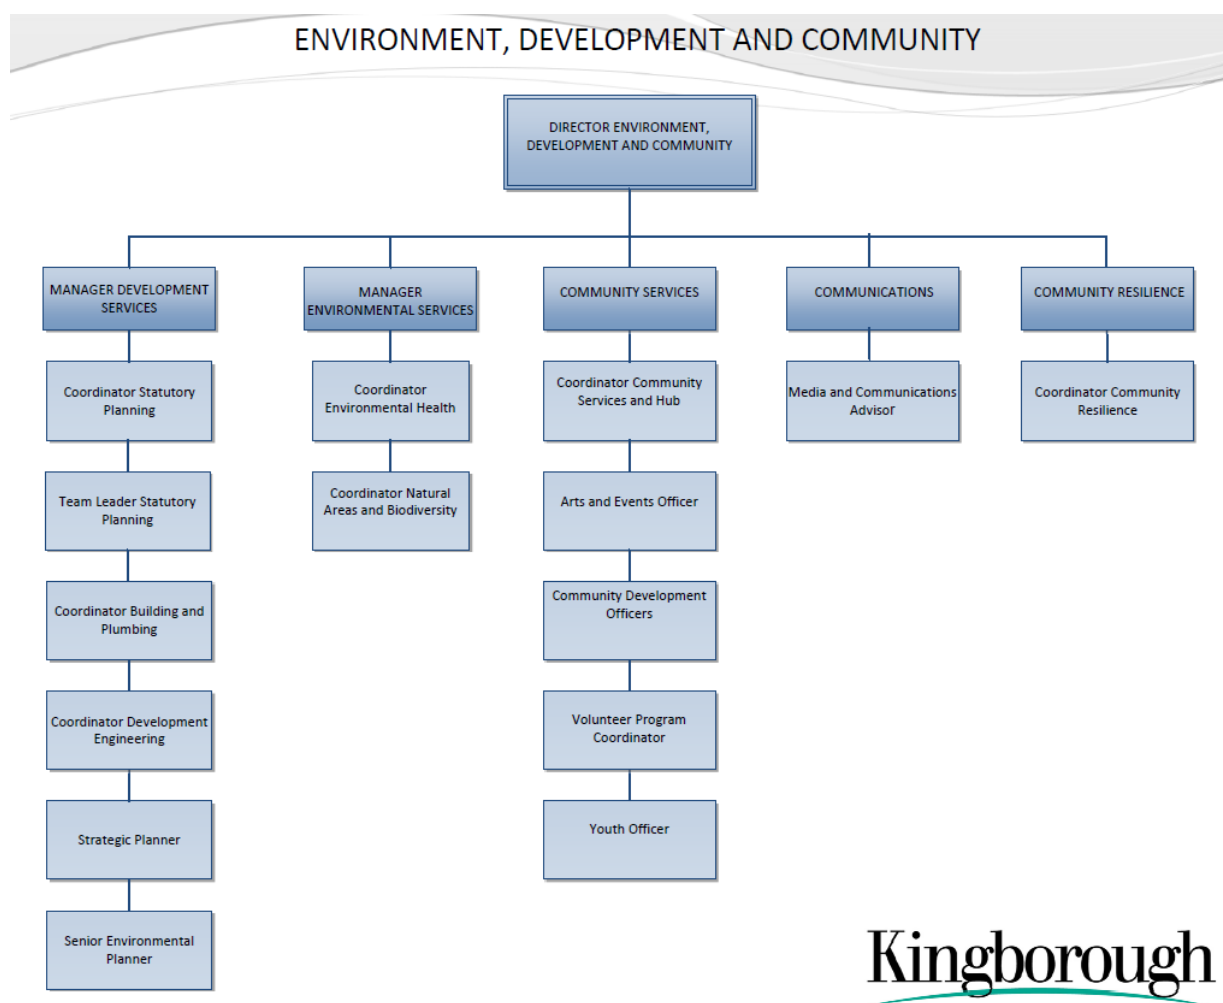 ENVIRONMENT, DEVELOPMENT AND COMMUNITY
DIRECTOR ENVIRONMENT,
DEVELOPMENT AND COMMUNITY
MANAGER DEVELOPMENT
SERVICES
MANAGER
ENVIRONMENTAL SERVICES
COMMUNITY SERVICES
COMMUNICATIONS
COMMUNITY RESILIENCE
Coordinator Statutory
Planning
Coordinator
Environmental Health
Coordinator Community
Services and Hub
Media and Communications
Advisor
Coordinator Community
Resilience
Team Leader Statutory
Planning
Coordinator Natural
Areas and Biodiversity
Arts and Events Officer
Coordinator Building and
Plumbing
Community Development
Officers
Coordinator Development
Engineering
Volunteer Program
Coordinator
Strategic Planner
Youth Officer
Senior Environmental
Planner
Kingborough